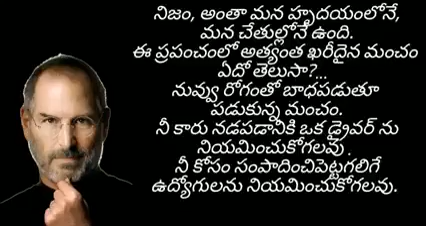 నిజం, అంతా మన హృదయంలోనే,
మన చేతుల్లోనే ఉంది.
ఈ ప్రపంచంలో అత్యంత ఖరీదైన మంచం
ఏదో తెలుసా?...
నువ్వు రోగంతో బాధపడుతూ
పడుకున్న మంచం.
నీ కారు నడపడానికి ఒక డ్రైవర్ ను
నియమించుకోగలవు .
నీ కోసం సంపాదించిపెట్టగలిగే
ఉద్యోగులను నియమించుకోగలవు.